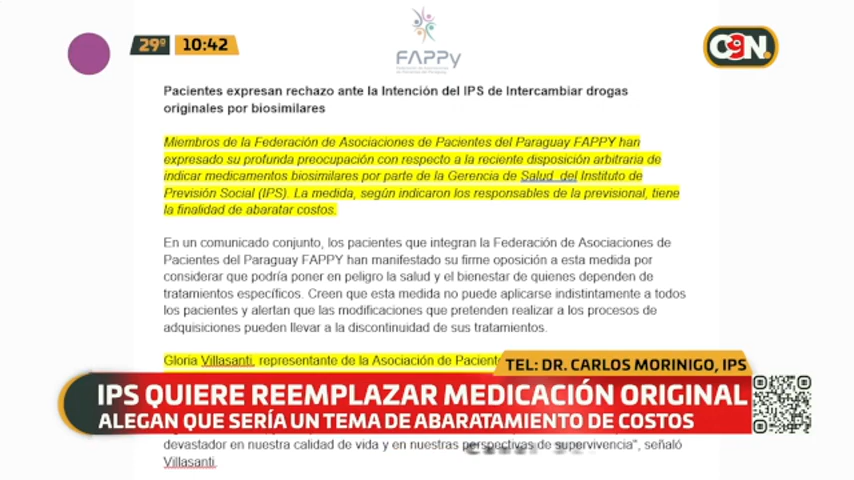 FAPPy
29º 10:42
C9N.
Pacientes expresan rechazo ante la Intención del IPS de Intercambiar drogas
originales por biosimilares
Miembros de la Federación de Asociaciones de Pacientes del Paraguay FAPPY han
expresado su profunda preocupación con respecto a la reciente disposición arbitraria de
indicar medicamentos biosimilares por parte de la Gerencia de Salud del Instituto de
Previsión Social (IPS). La medida, según indicaron los responsables de la previsional, tiene
la finalidad de abaratar costos.
En un comunicado conjunto, los pacientes que integran la Federación de Asociaciones de
Pacientes del Paraguay FAPPY han manifestado su firme oposición a esta medida por
considerar que podría poner en peligro la salud y el bienestar de quienes dependen de
tratamientos específicos. Creen que esta medida no puede aplicarse indistintamente a todos
los pacientes y alertan que las modificaciones que pretenden realizar a los procesos de
adquisiciones pueden llevar a la discontinuidad de sus tratamientos.
Gloria Villasanti, representante de la Asociación de Paciente
TEL: DR. CARLOS MORINIGO, IPS
IPS QUIERE REEMPLAZAR MEDICACIÓN ORIGINAL
ALEGAN QUE SERÍA UN TEMA DE ABARATAMIENTO DE COSTOS
devastador en nuestra calidad de vida y en nuestras perspectivas de supervivencia", señaló
Villasanti.